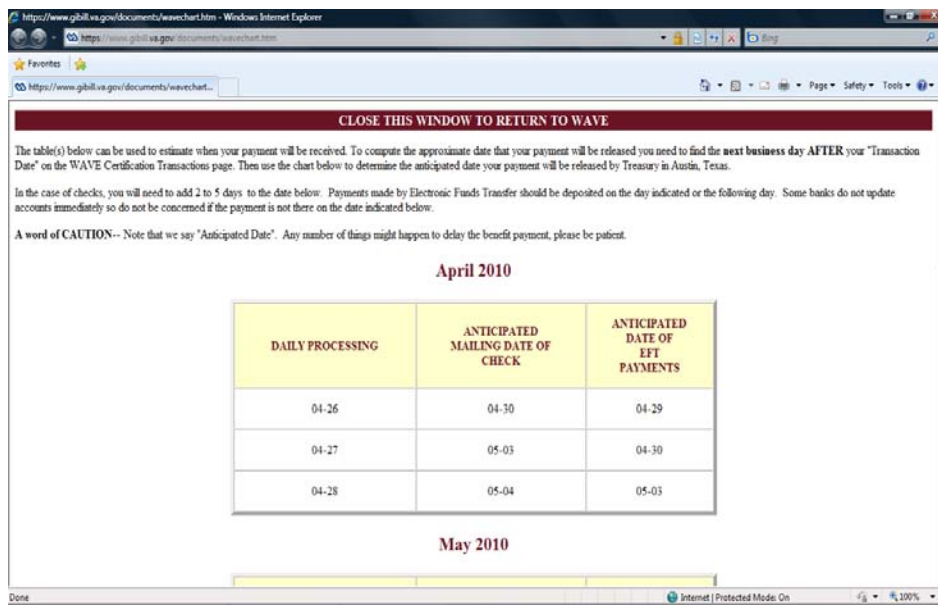 https://www.gibill.va.gov/documents/wavechart.htm - Windows Internet Explorer
https://www.gibill.va.gov/documents/wavechart.htm
Bing
Favorites
https://www.gibill.va.gov/documents/wavechart...
Page Safety Tools
CLOSE THIS WINDOW TO RETURN TO WAVE
The table(s) below can be used to estimate when your payment will be received. To compute the approximate date that your payment will be released you need to find the next business day AFTER your "Transaction
Date" on the WAVE Certification Transactions page. Then use the chart below to determine the anticipated date your payment will be released by Treasury in Austin, Texas.
In the case of checks, you will need to add 2 to 5 days to the date below. Payments made by Electronic Funds Transfer should be deposited on the day indicated or the following day. Some banks do not update
accounts immediately so do not be concerned if the payment is not there on the date indicated below.
A word of CAUTION-- Note that we say "Anticipated Date". Any number of things might happen to delay the benefit payment, please be patient.
April 2010
DAILY PROCESSING
ANTICIPATED
MAILING DATE OF
CHECK
ANTICIPATED
DATE OF
EFT
PAYMENTS
04-26 04-30 04-29
04-27 05-03 04-30
04-28 05-04 05-03
May 2010
Done
Internet | Protected Mode: On
100%